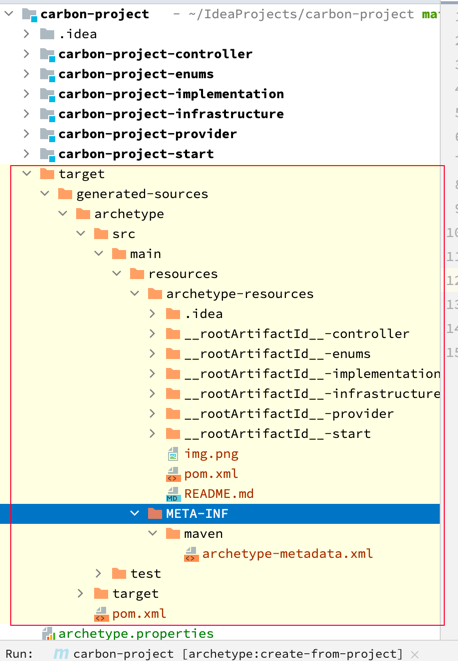 carbon-project - ~/IdeaProjects/carbon-project
.idea
carbon-project-controller
carbon-project-enums
carbon-project-implementation
carbon-project-infrastructure
carbon-project-provider
carbon-project-start
target
generated-sources
archetype
src
main
resources
archetype-resources
.idea
__rootArtifactId__-controller
__rootArtifactId__-enums
__rootArtifactId__-implementation
__rootArtifactId__-infrastructure
__rootArtifactId__-provider
__rootArtifactId__-start
img.png
pom.xml
MD README.md
META-INF
maven
archetype-metadata.xml
test
target
pom.xml
archetype.properties
Run: m carbon-project [archetype:create-from-project] ×